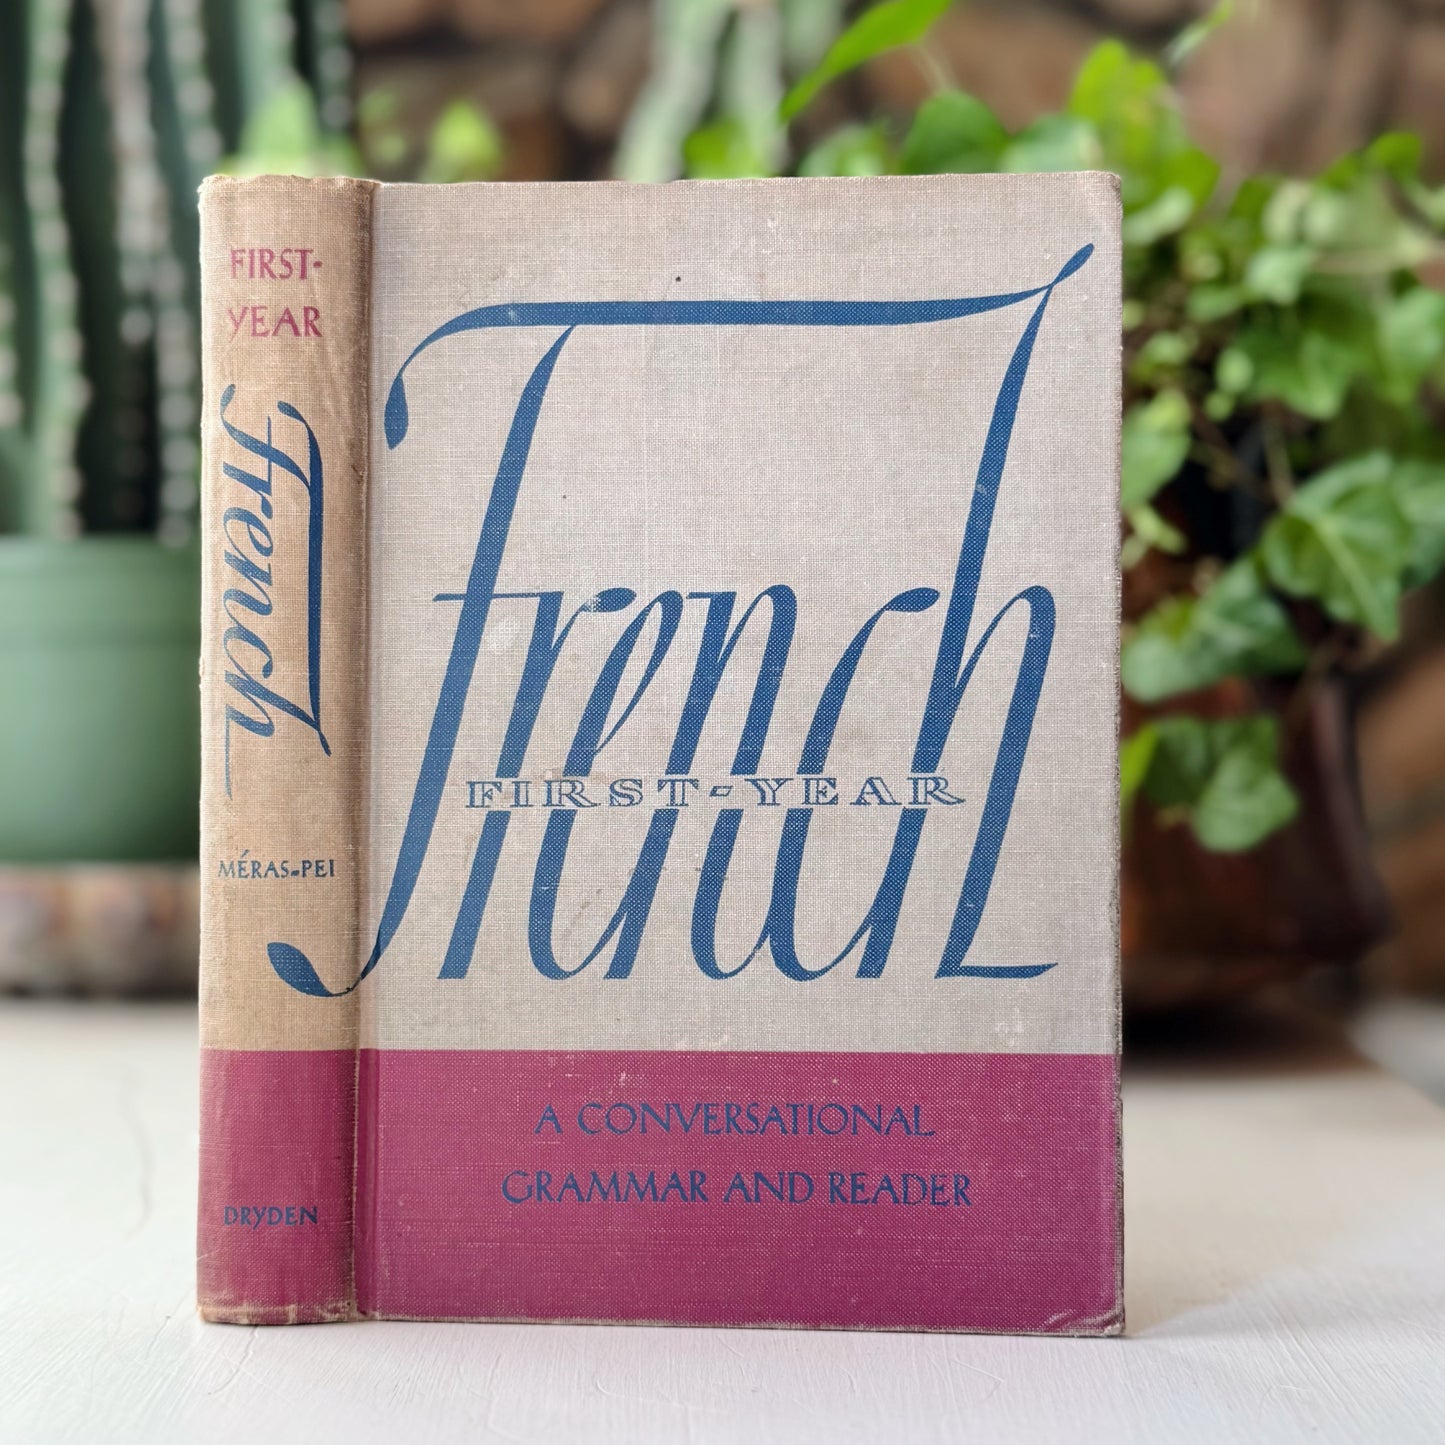 FIRST-
YEAR
French
MÉRAS-PEI
DRYDEN
French
FIRST-YEAR
A CONVERSATIONAL
GRAMMAR AND READER